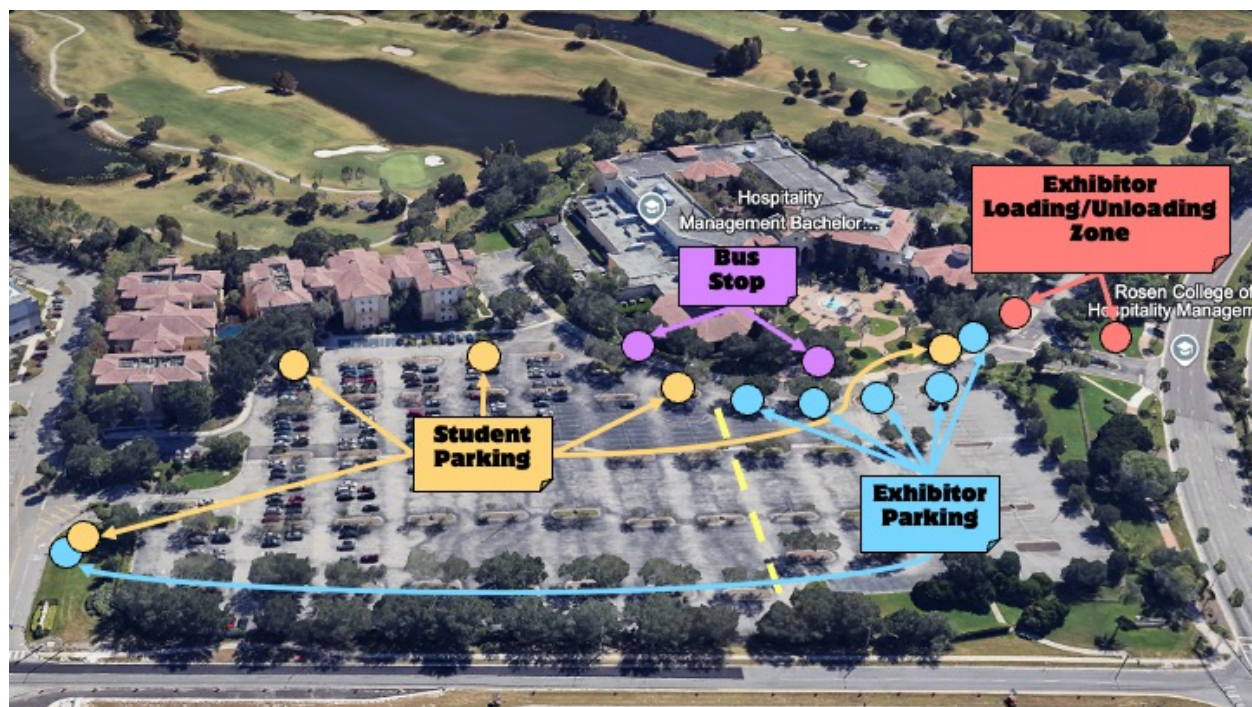 Hospitality
Management Bachelor...
Exhibitor
Loading/Unloading
Zone
Bus
Stop
Rosen College of
Hospitality Managem
Student
Parking
Exhibitor
Parking